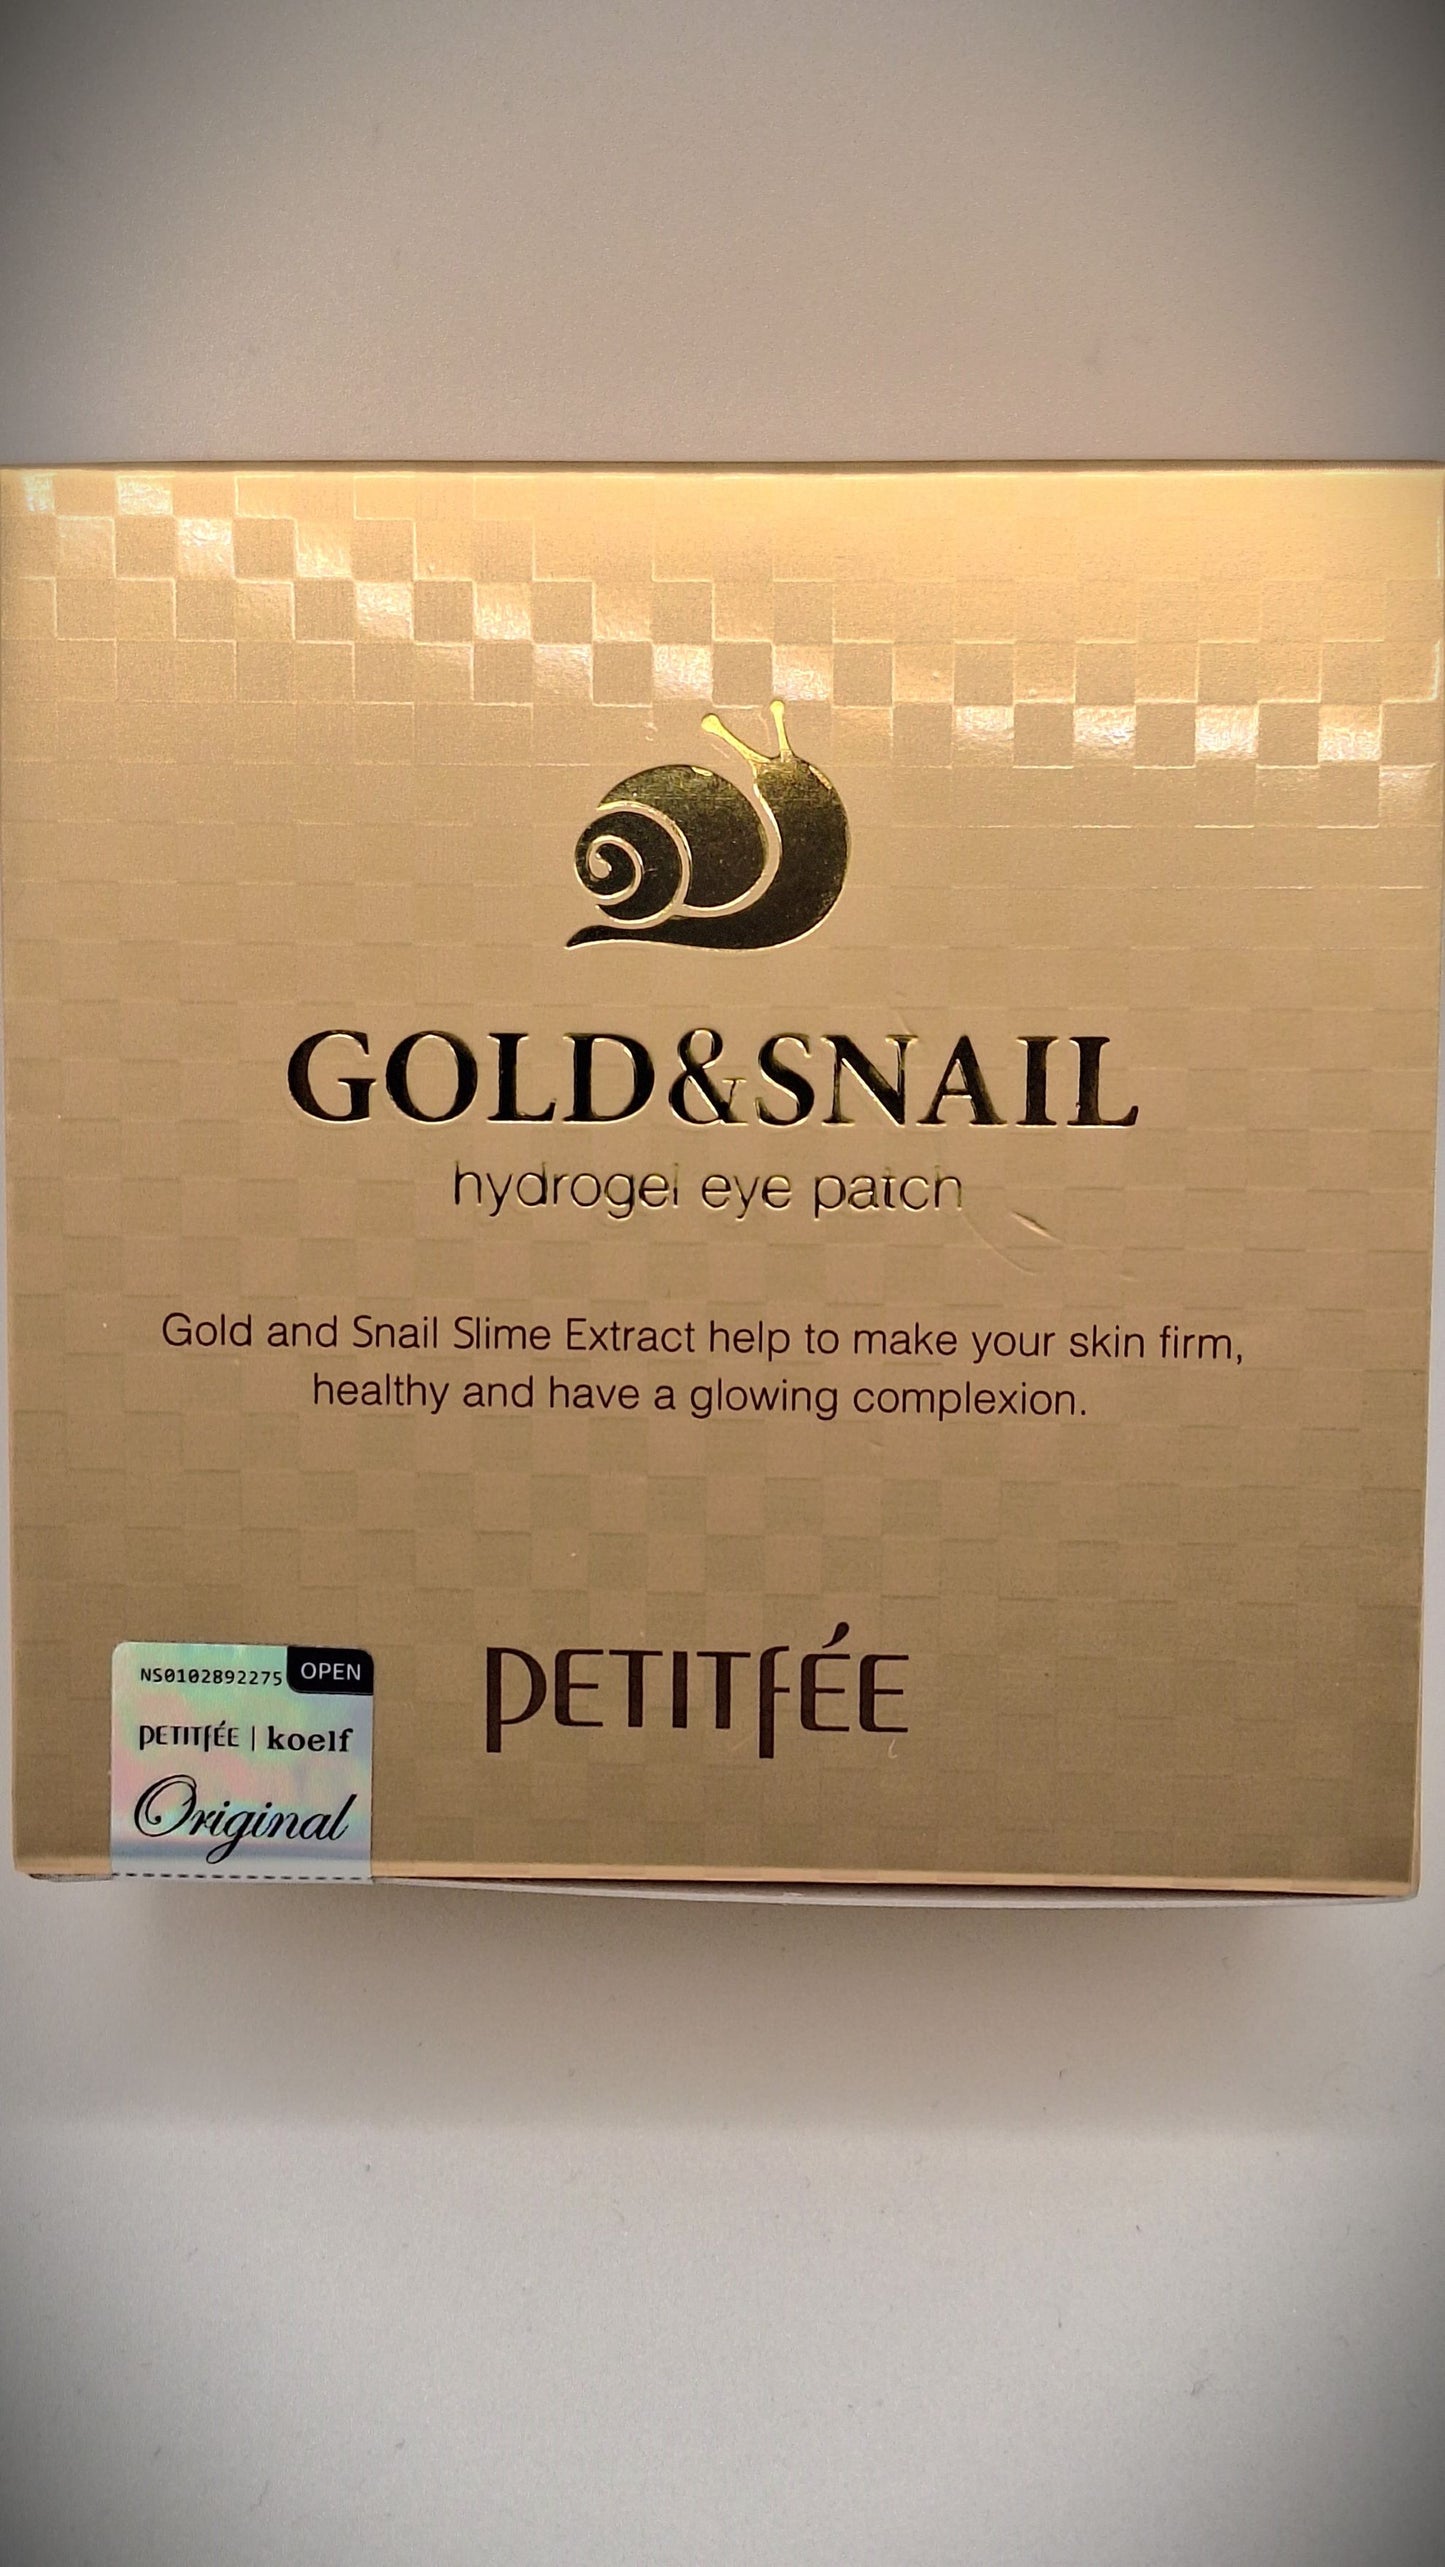 GOLD&SNAIL
hydrogel eye patch
Gold and Snail Slime Extract help to make your skin firm,
healthy and have a glowing complexion.
PETITFÉE
NS0102892275 OPEN
PETITFÉE | koelf
Original